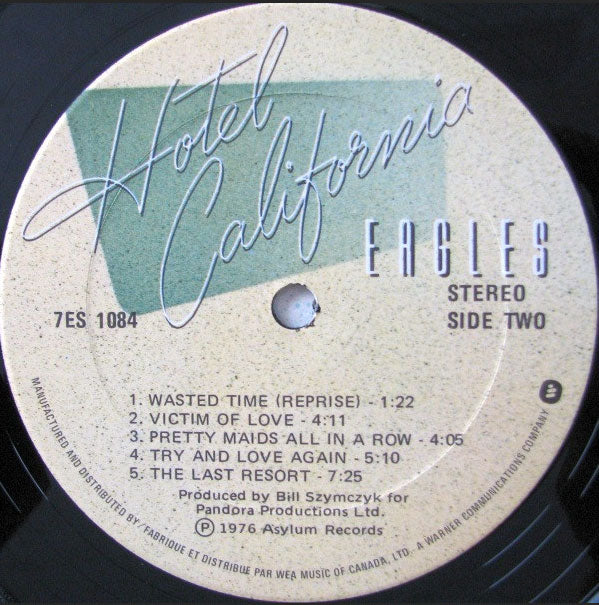 Hotel
California
EAGLES
STEREO
7ES 1084
SIDE TWO
1. WASTED TIME (REPRISE) - 1:22
2. VICTIM OF LOVE - 4:11
3. PRETTY MAIDS ALL IN A ROW - 4:05
4. TRY AND LOVE AGAIN - 5:10
5. THE LAST RESORT - 7:25
Produced by Bill Szymczyk for
Pandora Productions Ltd.
Ⓟ 1976 Asylum Records
MANUFACTURED AND DISTRIBUTED BY / FABRIQUE ET DISTRIBUE PAR WEA MUSIC OF CANADA, LTD. - A WARNER COMMUNICATIONS COMPANY